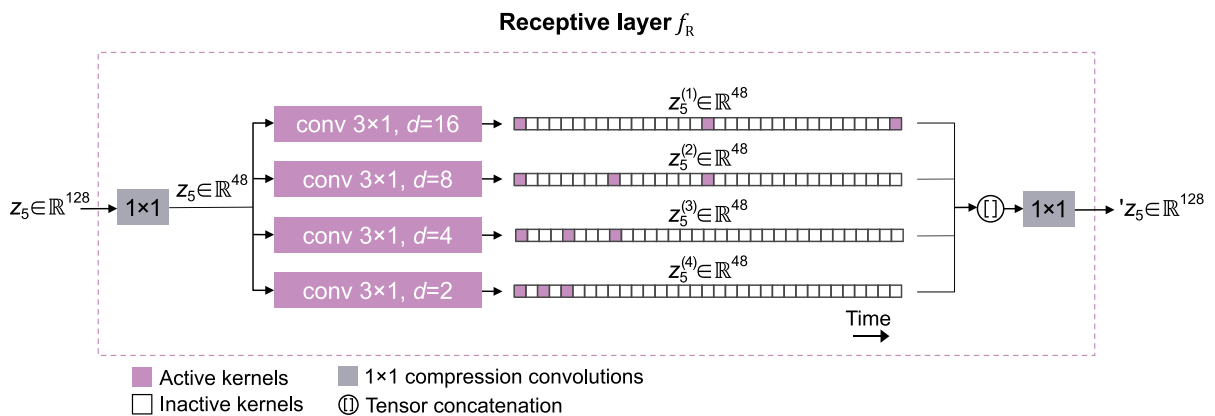 Receptive layer f_R
z₅∈ℝ¹²⁸
1×1
z₅∈ℝ⁴⁸
conv 3×1, d=16
z₅⁽¹⁾∈ℝ⁴⁸
conv 3×1, d=8
z₅⁽²⁾∈ℝ⁴⁸
conv 3×1, d=4
z₅⁽³⁾∈ℝ⁴⁸
conv 3×1, d=2
z₅⁽⁴⁾∈ℝ⁴⁸
[]
1×1
'z₅∈ℝ¹²⁸
Time
Active kernels
1×1 compression convolutions
Inactive kernels
[] Tensor concatenation